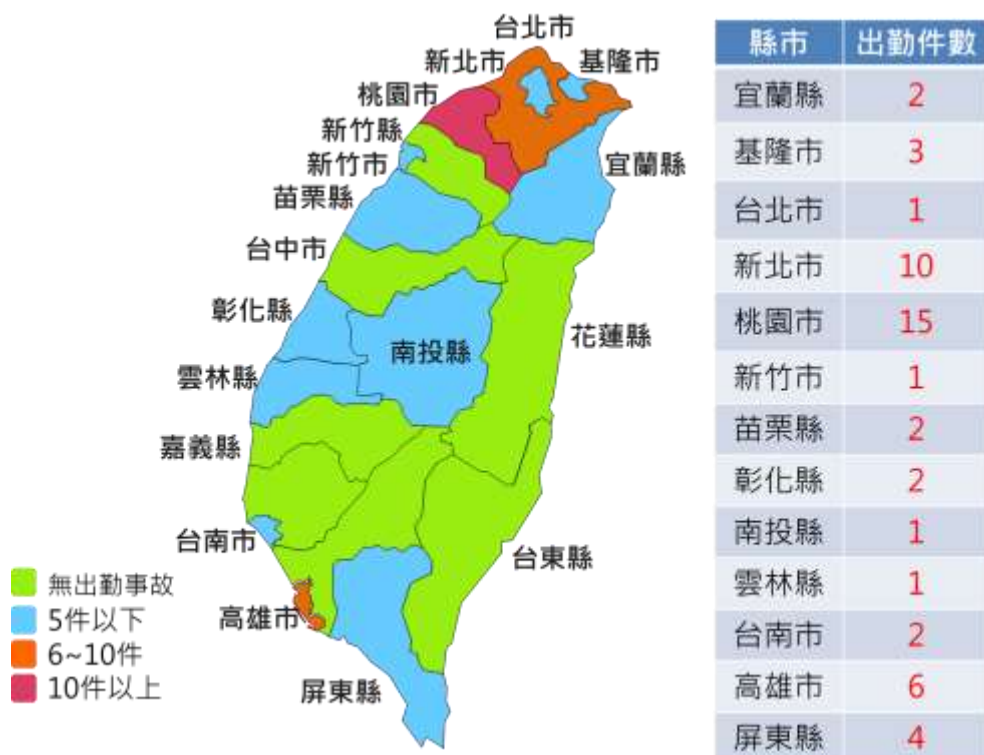 台北市
新北市
基隆市
桃園市
新竹縣
新竹市
宜蘭縣
苗栗縣
台中市
彰化縣
花蓮縣
南投縣
雲林縣
嘉義縣
台南市
台東縣
高雄市
屏東縣
無出勤事故
5件以下
6~10件
10件以上
縣市 出勤件數
宜蘭縣 2
基隆市 3
台北市 1
新北市 10
桃園市 15
新竹市 1
苗栗縣 2
彰化縣 2
南投縣 1
雲林縣 1
台南市 2
高雄市 6
屏東縣 4